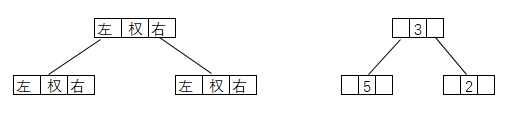 左 权 右 3
左 权 右 左 权 右 5 2